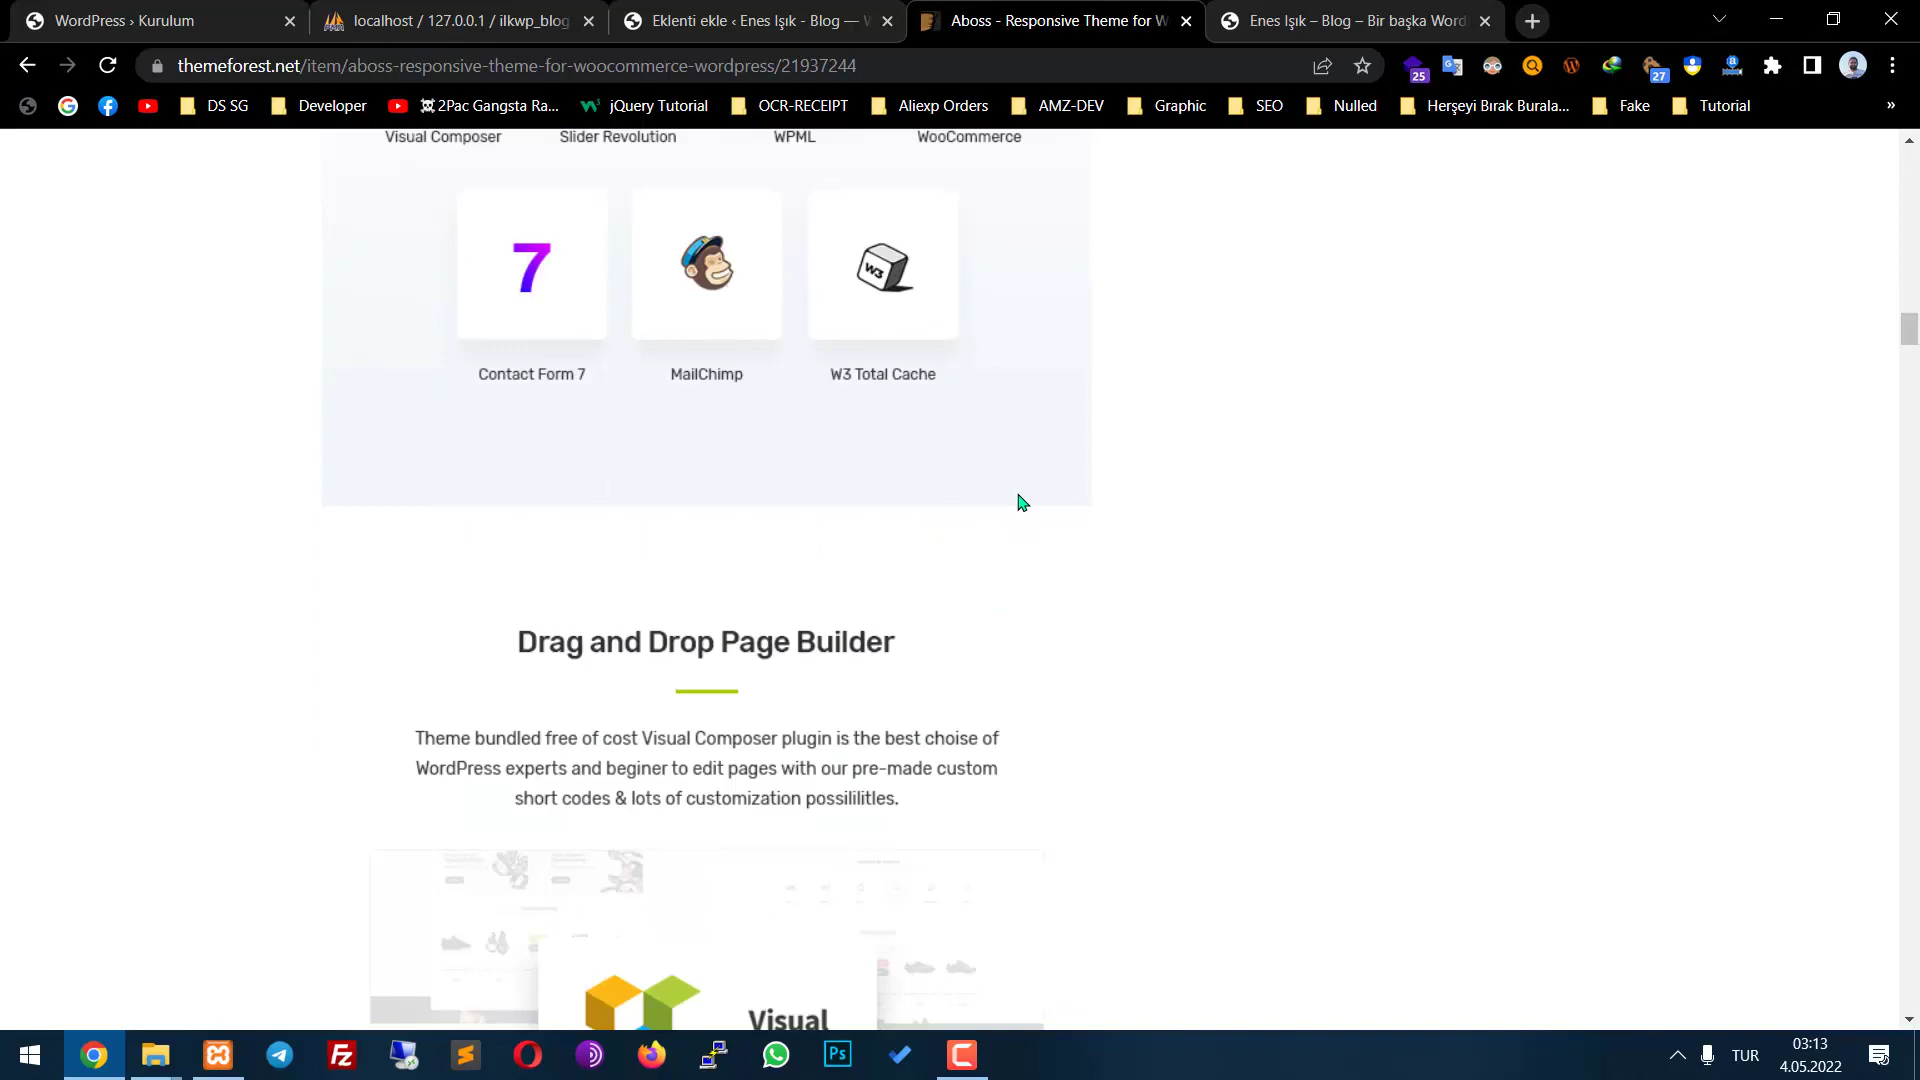 WordPress › Kurulum
localhost / 127.0.0.1 / ilkwp_blog
Eklenti ekle ‹ Enes Işık - Blog —
Aboss - Responsive Theme for W
Enes Işık – Blog – Bir başka Word
themeforest.net/item/aboss-responsive-theme-for-woocommerce-wordpress/21937244
25
27
DS SG
Developer
2Pac Gangsta Ra...
jQuery Tutorial
OCR-RECEIPT
Aliexp Orders
AMZ-DEV
Graphic
SEO
Nulled
Herşeyi Bırak Burala...
Fake
Tutorial
»
Visual Composer
Slider Revolution
WPML
WooCommerce
7
W3
Contact Form 7
MailChimp
W3 Total Cache
Drag and Drop Page Builder
Theme bundled free of cost Visual Composer plugin is the best choise of
WordPress experts and beginer to edit pages with our pre-made custom
short codes & lots of customization possililitles.
Visual
Fz
Ps
TUR
03:13
4.05.2022